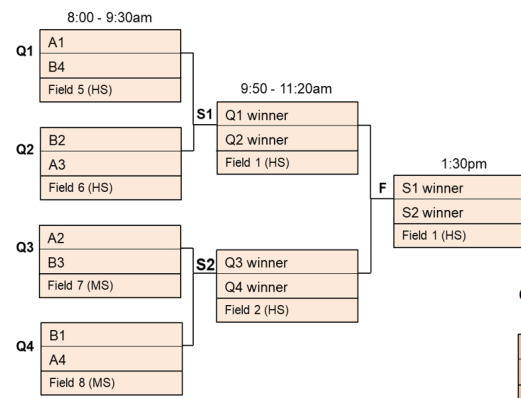 8:00 - 9:30am
Q1
A1
B4
Field 5 (HS)
Q2
B2
A3
Field 6 (HS)
Q3
A2
B3
Field 7 (MS)
Q4
B1
A4
Field 8 (MS)
9:50 - 11:20am
S1
Q1 winner
Q2 winner
Field 1 (HS)
S2
Q3 winner
Q4 winner
Field 2 (HS)
1:30pm
F
S1 winner
S2 winner
Field 1 (HS)